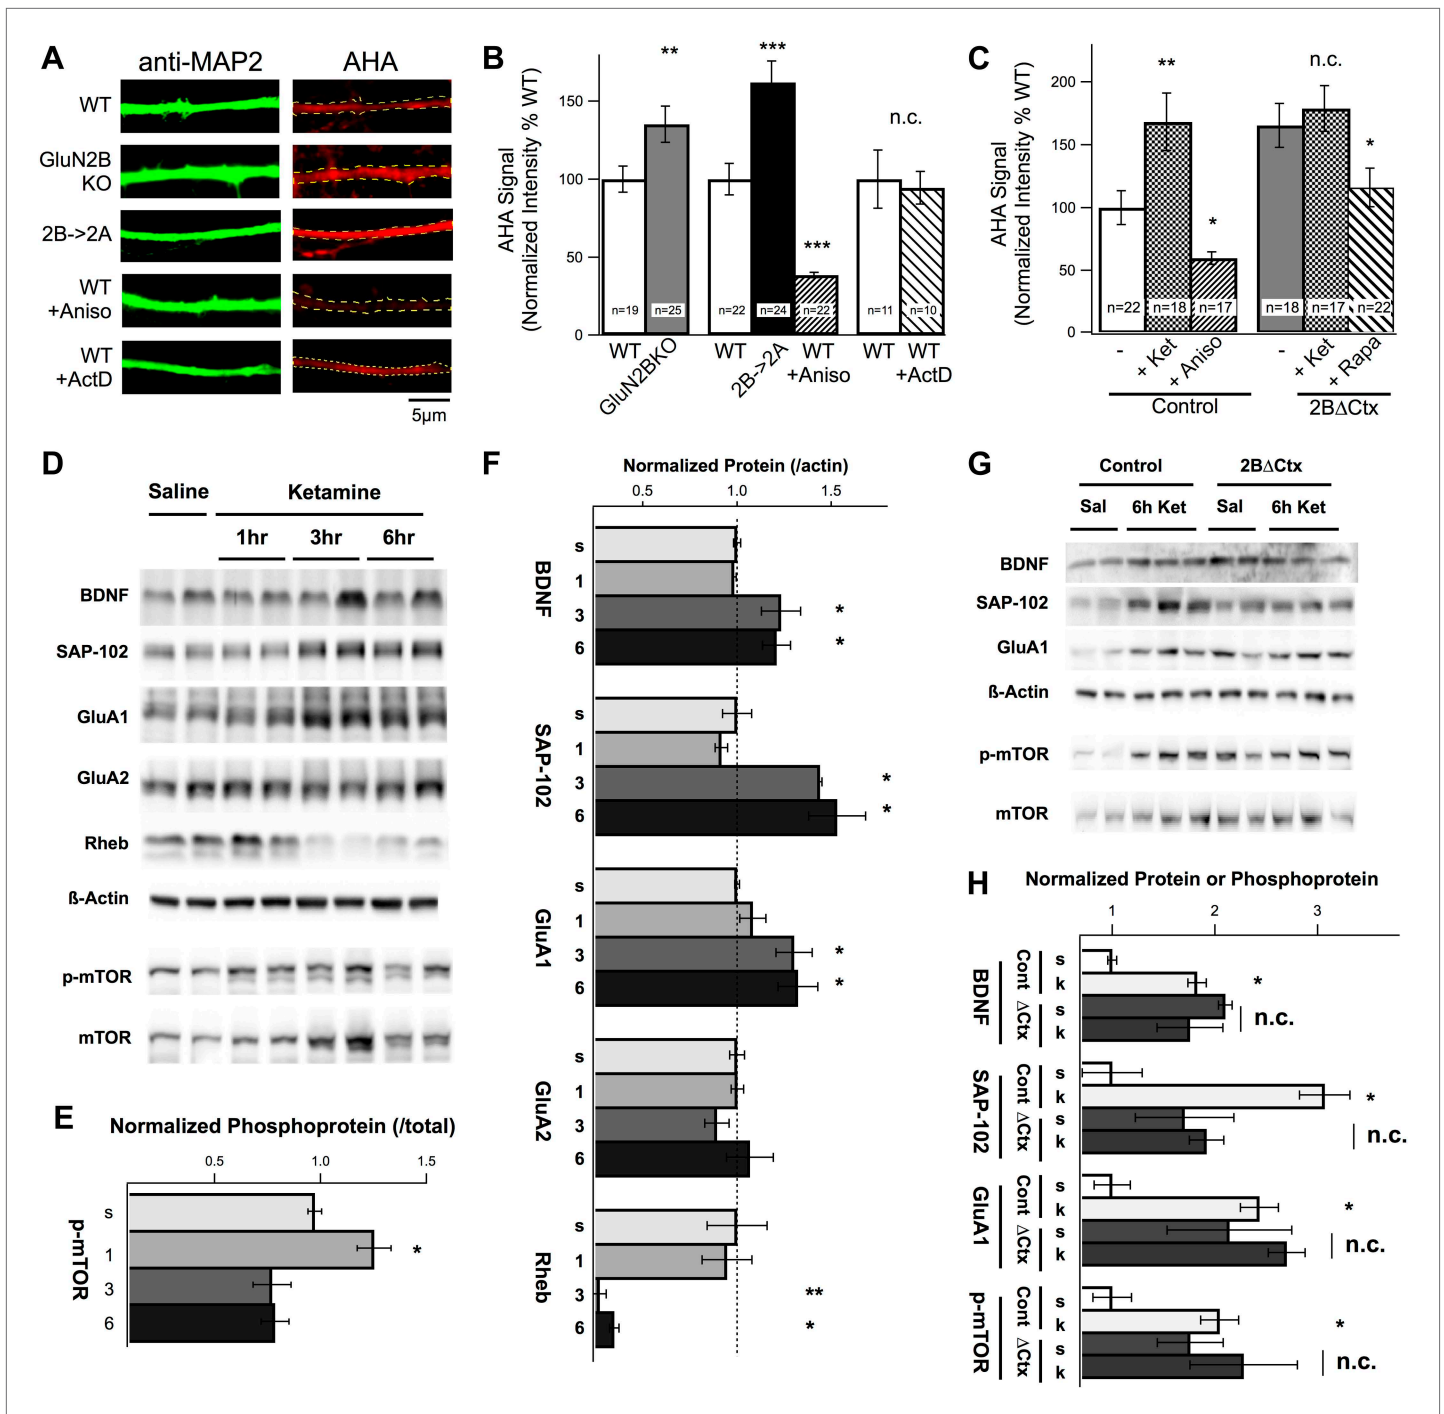 A
anti-MAP2 AHA
WT
GluN2B
KO
2B->2A
WT
+Aniso
WT
+ActD
5µm
B
AHA Signal
(Normalized Intensity % WT)
150
100
50
0
** *** *** n.c.
n=19 n=25 n=22 n=24 n=22 n=11 n=10
WT GluN2BKO WT 2B->2A WT
+Aniso
WT WT
+ActD
C
AHA Signal
(Normalized Intensity % WT)
200
150
100
50
0
** * n.c. *
n=22 n=18 n=17 n=18 n=17 n=22
- + Ket + Aniso - + Ket + Rapa
Control 2BΔCtx
D
Saline Ketamine
1hr 3hr 6hr
BDNF
SAP-102
GluA1
GluA2
Rheb
ß-Actin
p-mTOR
mTOR
E
Normalized Phosphoprotein (/total)
0.5 1.0 1.5
p-mTOR
s
1 *
3
6
F
Normalized Protein (/actin)
0.5 1.0 1.5
BDNF
s
1
3 *
6 *
SAP-102
s
1
3 *
6 *
GluA1
s
1
3 *
6 *
GluA2
s
1
3
6
Rheb
s
1
3 **
6 *
G
Control 2BΔCtx
Sal 6h Ket Sal 6h Ket
BDNF
SAP-102
GluA1
ß-Actin
p-mTOR
mTOR
H
Normalized Protein or Phosphoprotein
1 2 3
BDNF
Cont s
k *
ΔCtx s
k n.c.
SAP-102
Cont s
k *
ΔCtx s
k n.c.
GluA1
Cont s
k *
ΔCtx s
k n.c.
p-mTOR
Cont s
k *
ΔCtx s
k n.c.